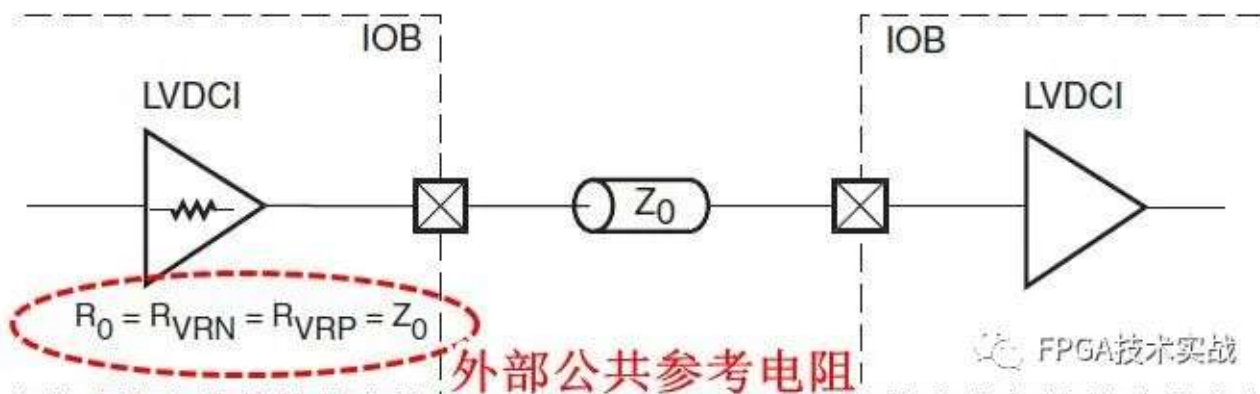 IOB
IOB
LVDCI
LVDCI
Z0
R0 = RVRN = RVRP = Z0
外部公共参考电阻
FPGA技术实战